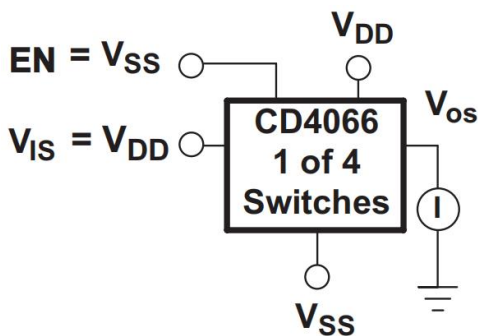 EN = VSS
VDD
VIS = VDD
CD4066
1 of 4
Switches
Vos
I
VSS